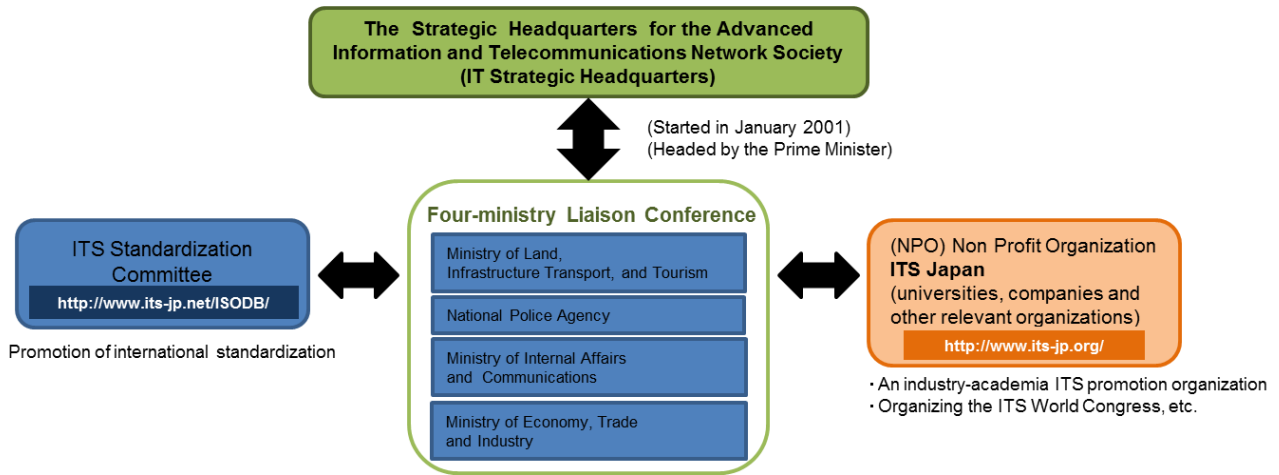 The Strategic Headquarters for the Advanced
Information and Telecommunications Network Society
(IT Strategic Headquarters)
(Started in January 2001)
(Headed by the Prime Minister)
Four-ministry Liaison Conference
Ministry of Land,
Infrastructure Transport, and Tourism
National Police Agency
Ministry of Internal Affairs
and Communications
Ministry of Economy, Trade
and Industry
ITS Standardization
Committee
http://www.its-jp.net/ISODB/
Promotion of international standardization
(NPO) Non Profit Organization
ITS Japan
(universities, companies and
other relevant organizations)
http://www.its-jp.org/
・An industry-academia ITS promotion organization
・Organizing the ITS World Congress, etc.